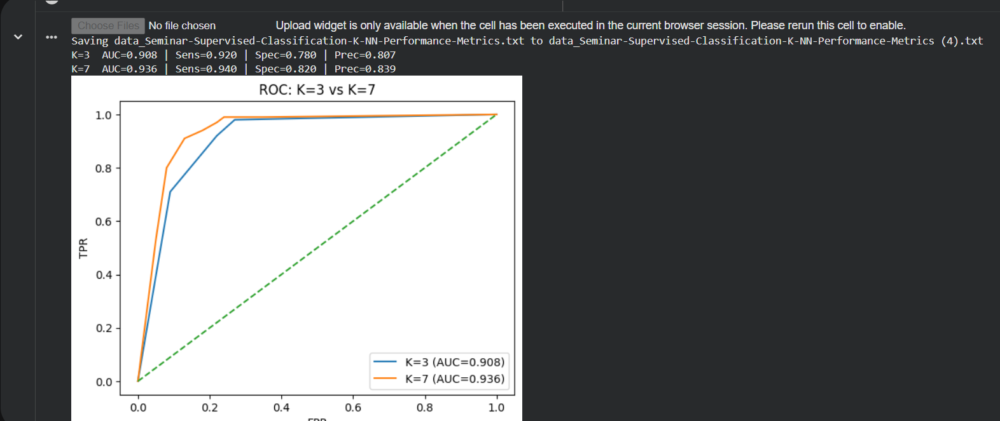 Choose Files No file chosen Upload widget is only available when the cell has been executed in the current browser session. Please rerun this cell to enable.
Saving data_Seminar-Supervised-Classification-K-NN-Performance-Metrics.txt to data_Seminar-Supervised-Classification-K-NN-Performance-Metrics (4).txt
K=3 AUC=0.908 | Sens=0.920 | Spec=0.780 | Prec=0.807
K=7 AUC=0.936 | Sens=0.940 | Spec=0.820 | Prec=0.839
ROC: K=3 vs K=7
1.0
0.8
0.6
TPR
0.4
0.2
0.0
K=3 (AUC=0.908)
K=7 (AUC=0.936)
0.0 0.2 0.4 0.6 0.8 1.0